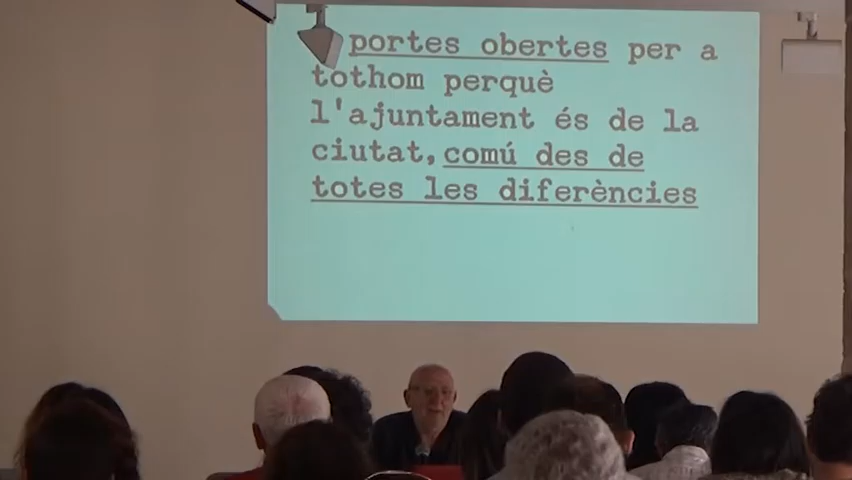 portes obertes per a
tothom perquè
l'ajuntament és de la
ciutat, comú des de
totes les diferències